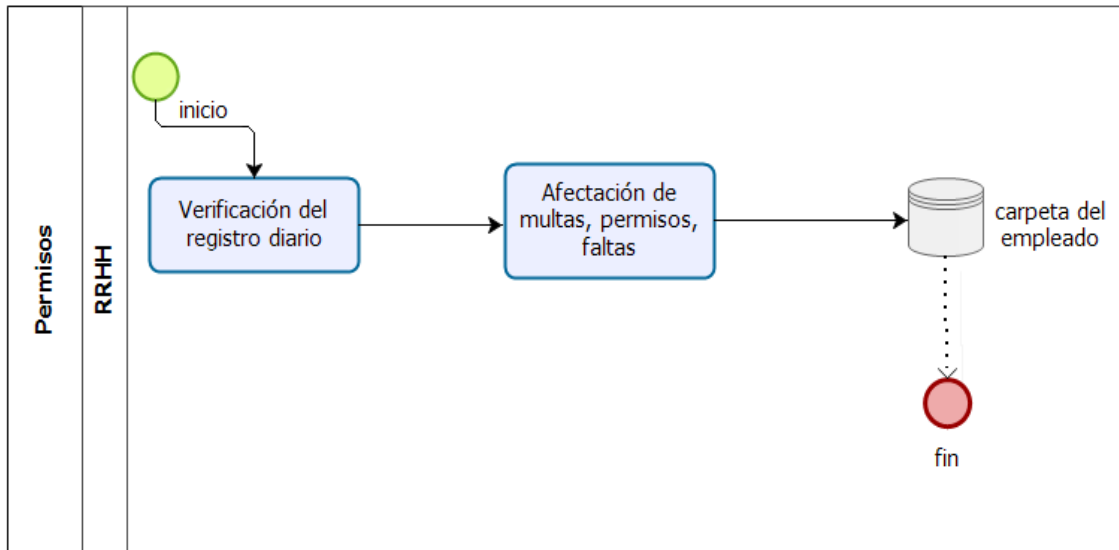 Permisos
RRHH
inicio
Verificación del
registro diario
Afectación de
multas, permisos,
faltas
carpeta del
empleado
fin